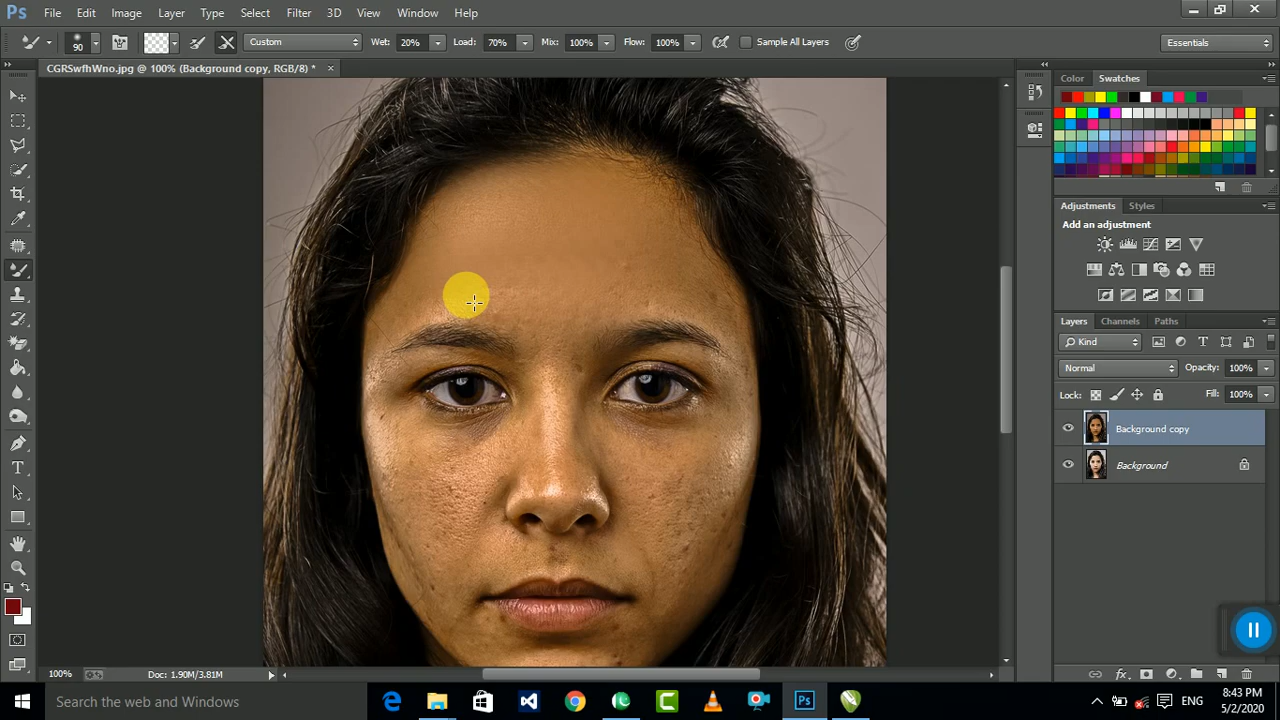 Ps File Edit Image Layer Type Select Filter 3D View Window Help
90 Custom Wet: 20% Load: 70% Mix: 100% Flow: 100% Sample All Layers Essentials
CGRSwfhWno.jpg @ 100% (Background copy, RGB/8) *
Color Swatches
Adjustments Styles
Add an adjustment
Layers Channels Paths
Kind
Normal Opacity: 100%
Lock: Fill: 100%
Background copy
Background
100% Doc: 1.90M/3.81M
Search the web and Windows
Ps
ENG
8:43 PM
5/2/2020